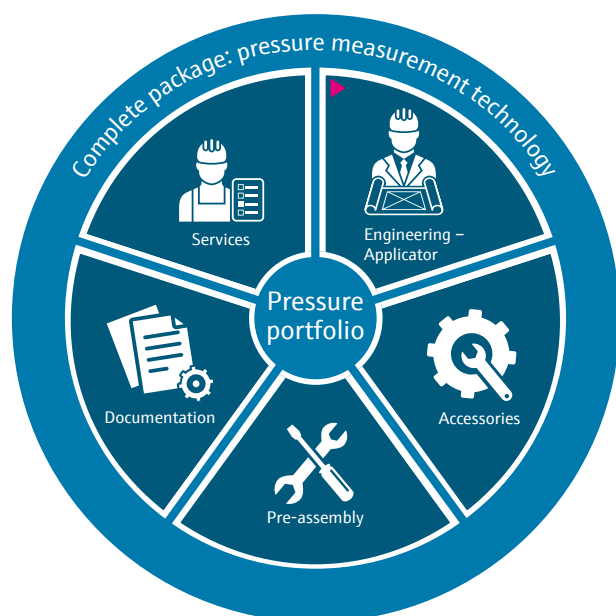 Complete package: pressure measurement technology
Services
Engineering –
Applicator
Pressure
portfolio
Documentation
Accessories
Pre-assembly